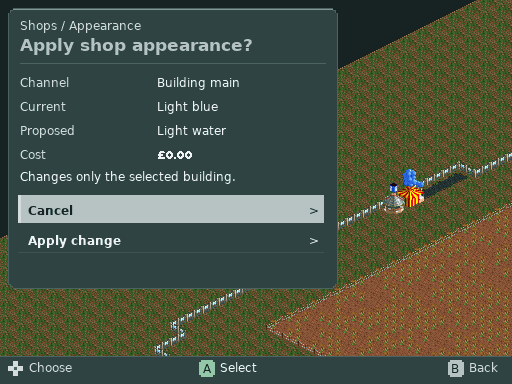 Shops / Appearance
Apply shop appearance?
Channel Building main
Current Light blue
Proposed Light water
Cost £0.00
Changes only the selected building.
Cancel >
Apply change >
Choose A Select B Back